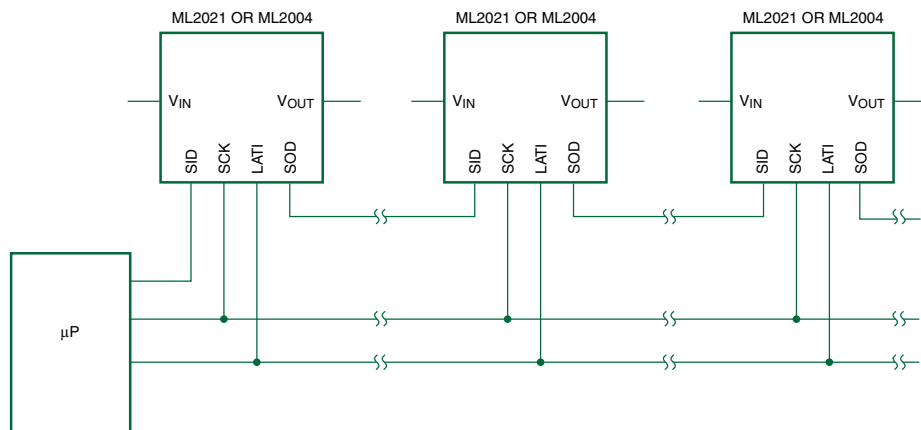 ML2021 OR ML2004 ML2021 OR ML2004 ML2021 OR ML2004
VIN VOUT VIN VOUT VIN VOUT
SID SCK LATI SOD SID SCK LATI SOD SID SCK LATI SOD
µP